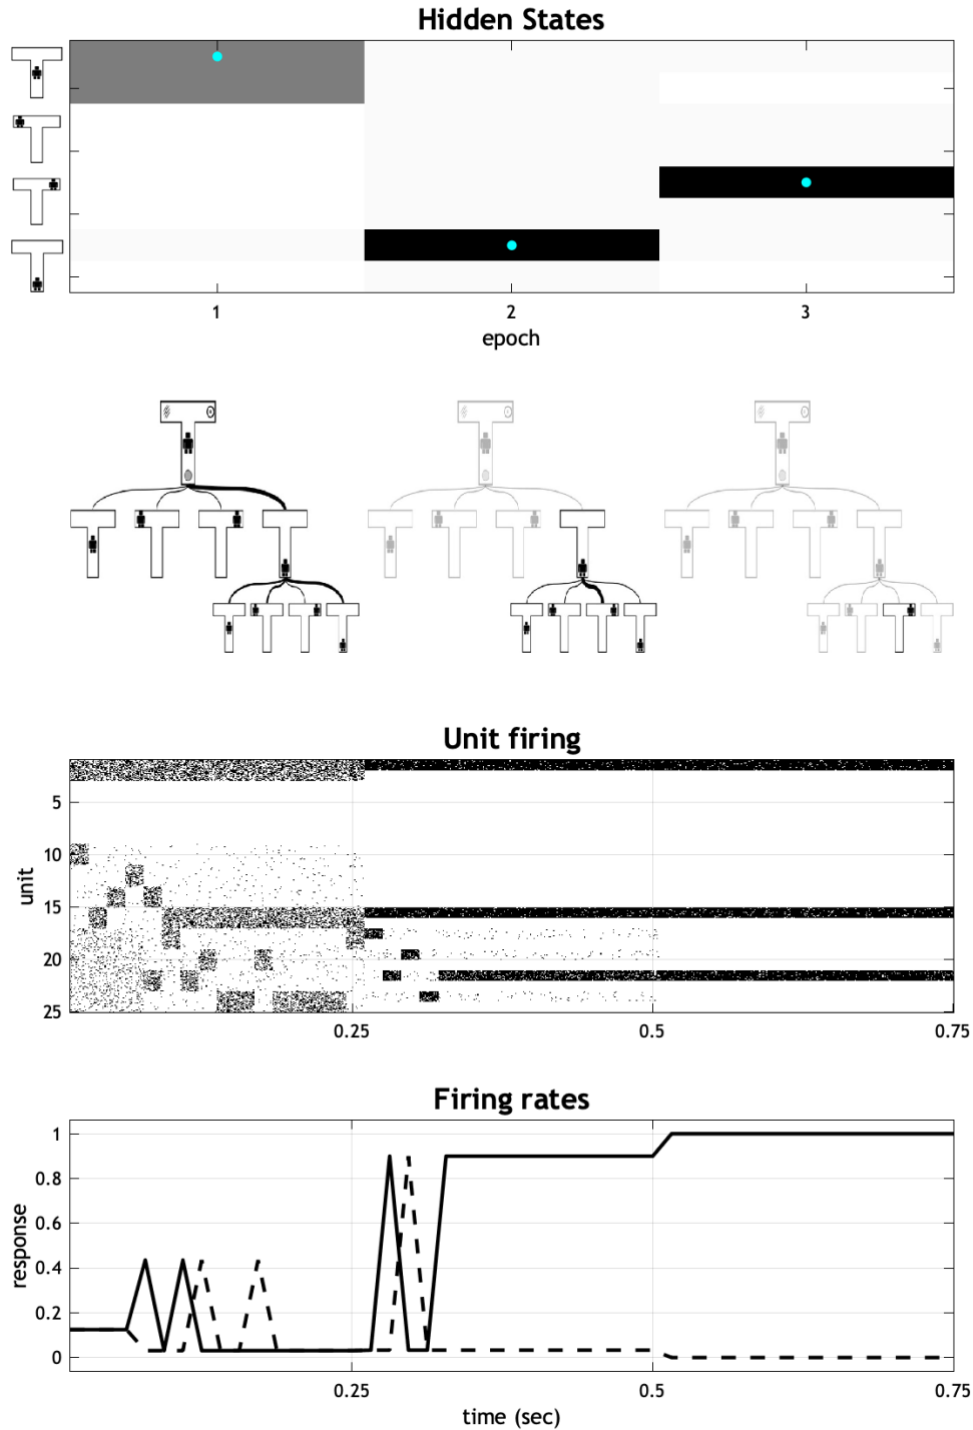 Hidden States
1 2 3
epoch
Unit firing
5
10
15
20
25
unit
0.25 0.5 0.75
Firing rates
1
0.8
0.6
0.4
0.2
0
response
0.25 0.5 0.75
time (sec)